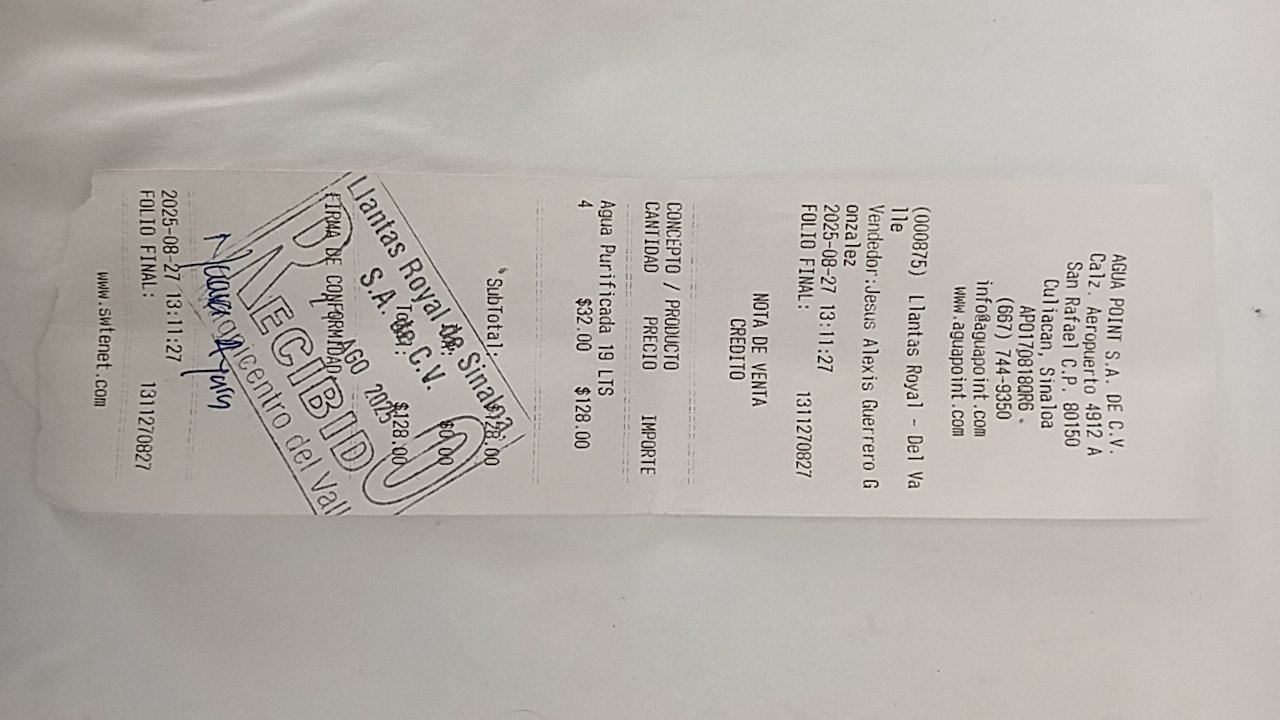 AGUA POINT S.A. DE C.V.
Calz. Aeropuerto 4912 A
San Rafael C.P. 80150
Culiacan, Sinaloa
APO170818QR6
(667) 744-9350
info@aguapoint.com
www.aguapoint.com
(000875) Llantas Royal - Del Va
lle
Vendedor:Jesus Alexis Guerrero G
onzalez
2025-08-27 13:11:27
FOLIO FINAL: 1311270827
NOTA DE VENTA
CREDITO
CONCEPTO / PRODUCTO
CANTIDAD PRECIO IMPORTE
Agua Purificada 19 LTS
4 $32.00 $128.00
SubTotal: $128.00
$0.00
Total: $128.00
FIRMA DE CONFORMIDAD
Llantas Royal de Sinaloa,
S.A. de C.V.
AGO 2025
RECIBIDO
centro del Vall
2025-08-27 13:11:27
FOLIO FINAL: 1311270827
www.swtenet.com